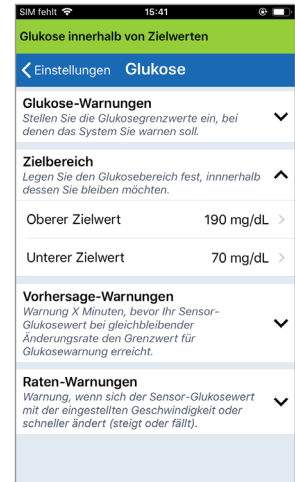 SIM fehlt 15:41
Glukose innerhalb von Zielwerten
Einstellungen Glukose
Glukose-Warnungen
Stellen Sie die Glukosegrenzwerte ein, bei
denen das System Sie warnen soll.
Zielbereich
Legen Sie den Glukosebereich fest, innnerhalb
dessen Sie bleiben möchten.
Oberer Zielwert 190 mg/dL
Unterer Zielwert 70 mg/dL
Vorhersage-Warnungen
Warnung X Minuten, bevor Ihr Sensor-
Glukosewert bei gleichbleibender
Änderungsrate den Grenzwert für
Glukosewarnung erreicht.
Raten-Warnungen
Warnung, wenn sich der Sensor-Glukosewert
mit der eingestellten Geschwindigkeit oder
schneller ändert (steigt oder fällt).